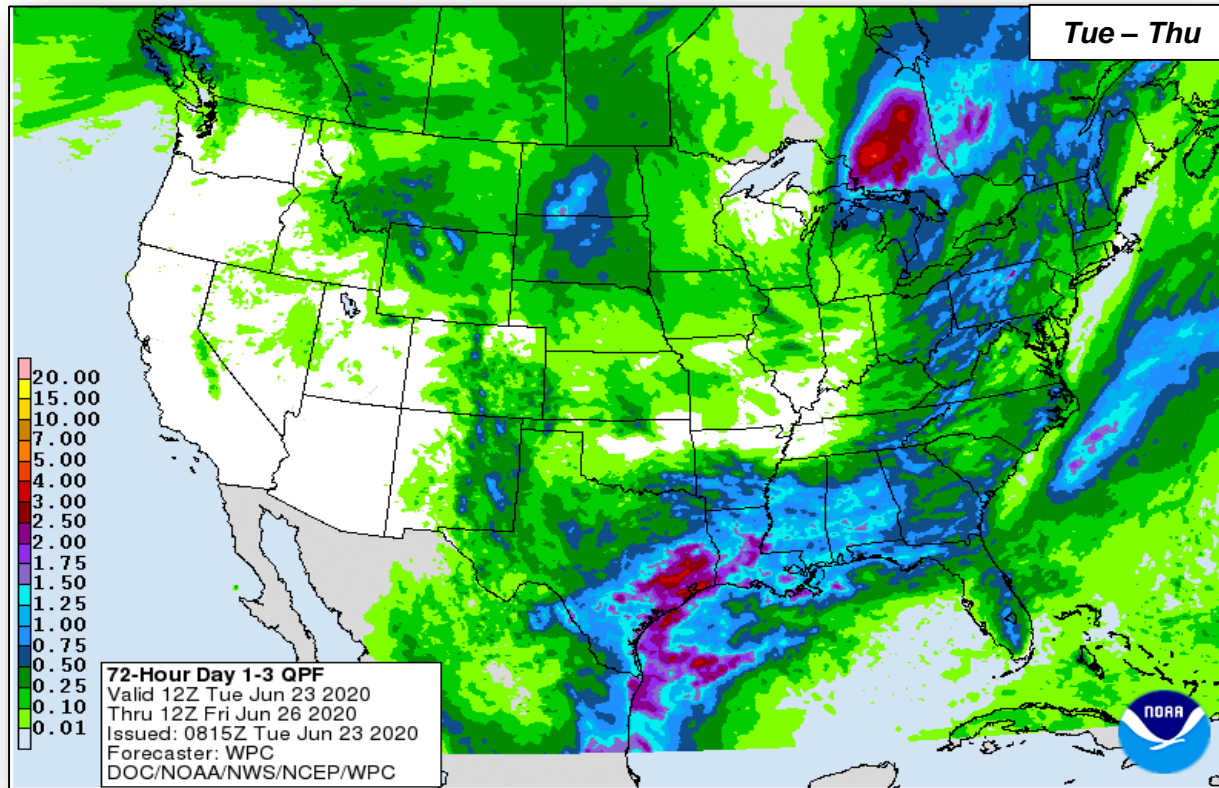 Tue – Thu
20.00
15.00
10.00
7.00
5.00
4.00
3.00
2.50
2.00
1.75
1.50
1.25
1.00
0.75
0.50
0.25
0.10
0.01
72-Hour Day 1-3 QPF
Valid 12Z Tue Jun 23 2020
Thru 12Z Fri Jun 26 2020
Issued: 0815Z Tue Jun 23 2020
Forecaster: WPC
DOC/NOAA/NWS/NCEP/WPC
NOAA